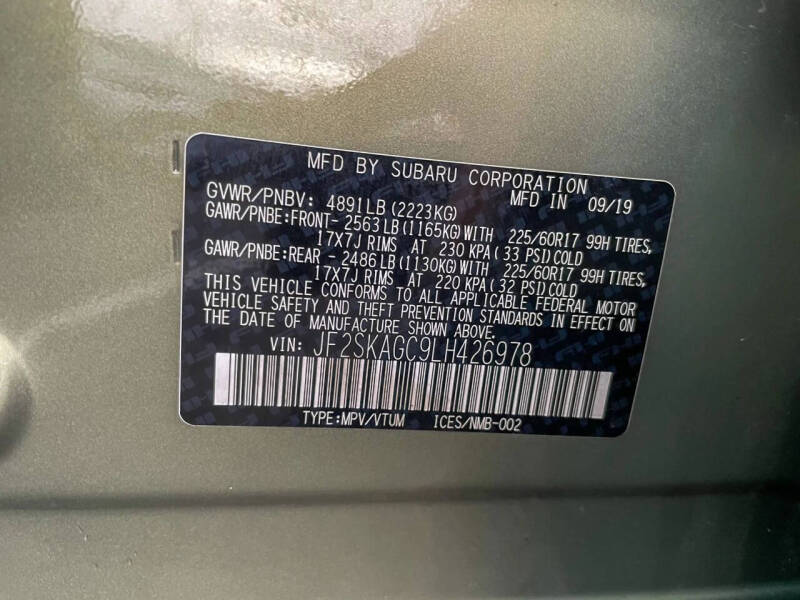 MFD BY SUBARU CORPORATION
GVWR/PNBV: 4891LB(2223KG) MFD IN 09/19
GAWR/PNBE:FRONT- 2563LB(1165KG)WITH 225/60R17 99H TIRES,
17X7J RIMS AT 230 KPA(33 PSI)COLD
GAWR/PNBE:REAR - 2486LB(1130KG)WITH 225/60R17 99H TIRES,
17X7J RIMS AT 220 KPA(32 PSI)COLD
THIS VEHICLE CONFORMS TO ALL APPLICABLE FEDERAL MOTOR
VEHICLE SAFETY AND THEFT PREVENTION STANDARDS IN EFFECT ON
THE DATE OF MANUFACTURE SHOWN ABOVE.
VIN: JF2SKAGC9LH426978
TYPE:MPV/VTUM ICES/NMB-002